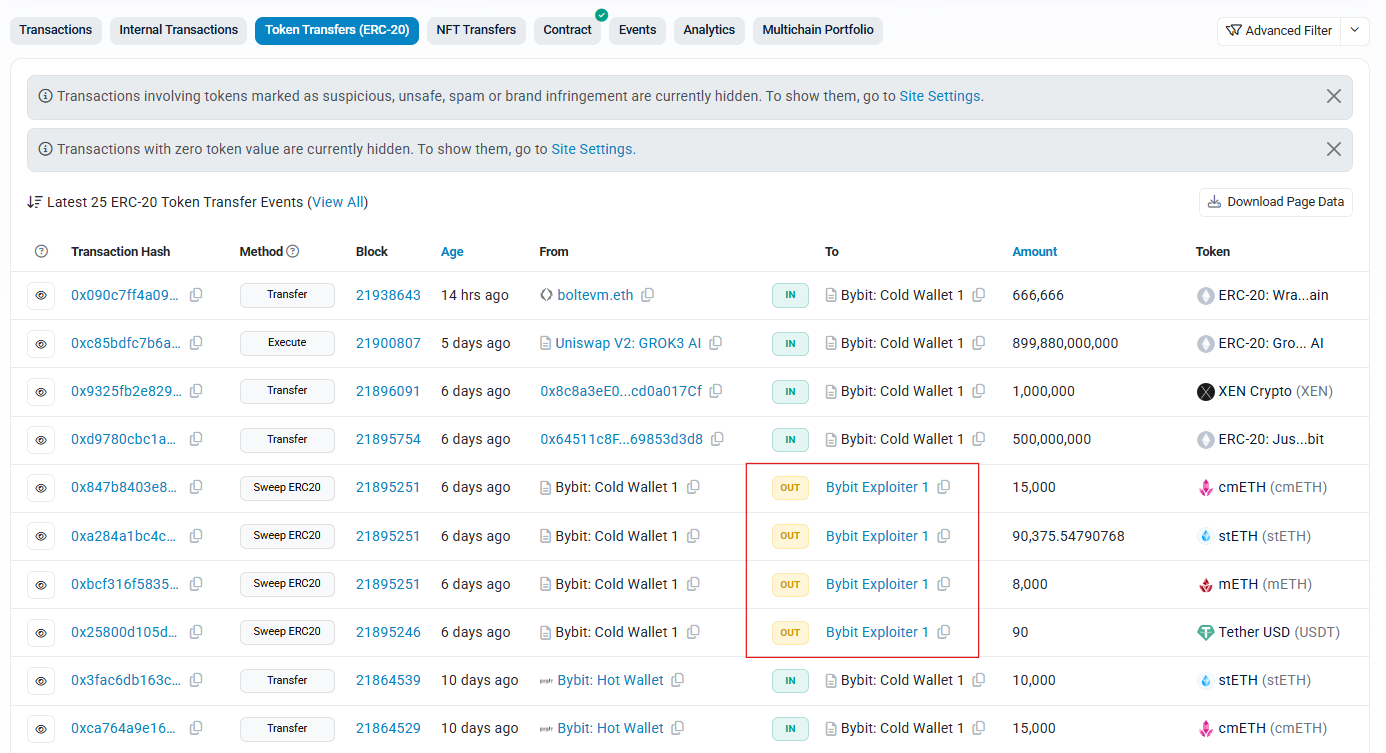 Transactions Internal Transactions Token Transfers (ERC-20) NFT Transfers Contract Events Analytics Multichain Portfolio Advanced Filter
Transactions involving tokens marked as suspicious, unsafe, spam or brand infringement are currently hidden. To show them, go to Site Settings.
Transactions with zero token value are currently hidden. To show them, go to Site Settings.
Latest 25 ERC-20 Token Transfer Events (View All) Download Page Data
Transaction Hash Method Block Age From To Amount Token
0x090c7ff4a09... Transfer 21938643 14 hrs ago boltevm.eth IN Bybit: Cold Wallet 1 666,666 ERC-20: Wra...ain
0xc85bdfc7b6a... Execute 21900807 5 days ago Uniswap V2: GROK3 AI IN Bybit: Cold Wallet 1 899,880,000,000 ERC-20: Gro... AI
0x9325fb2e829... Transfer 21896091 6 days ago 0x8c8a3eE0...cd0a017Cf IN Bybit: Cold Wallet 1 1,000,000 XEN Crypto (XEN)
0xd9780cbc1a... Transfer 21895754 6 days ago 0x64511c8F...69853d3d8 IN Bybit: Cold Wallet 1 500,000,000 ERC-20: Jus...bit
0x847b8403e8... Sweep ERC20 21895251 6 days ago Bybit: Cold Wallet 1 OUT Bybit Exploiter 1 15,000 cmETH (cmETH)
0xa284a1bc4c... Sweep ERC20 21895251 6 days ago Bybit: Cold Wallet 1 OUT Bybit Exploiter 1 90,375.54790768 stETH (stETH)
0xbcf316f5835... Sweep ERC20 21895251 6 days ago Bybit: Cold Wallet 1 OUT Bybit Exploiter 1 8,000 mETH (mETH)
0x25800d105d... Sweep ERC20 21895246 6 days ago Bybit: Cold Wallet 1 OUT Bybit Exploiter 1 90 Tether USD (USDT)
0x3fac6db163c... Transfer 21864539 10 days ago Bybit: Hot Wallet IN Bybit: Cold Wallet 1 10,000 stETH (stETH)
0xca764a9e16... Transfer 21864529 10 days ago Bybit: Hot Wallet IN Bybit: Cold Wallet 1 15,000 cmETH (cmETH)